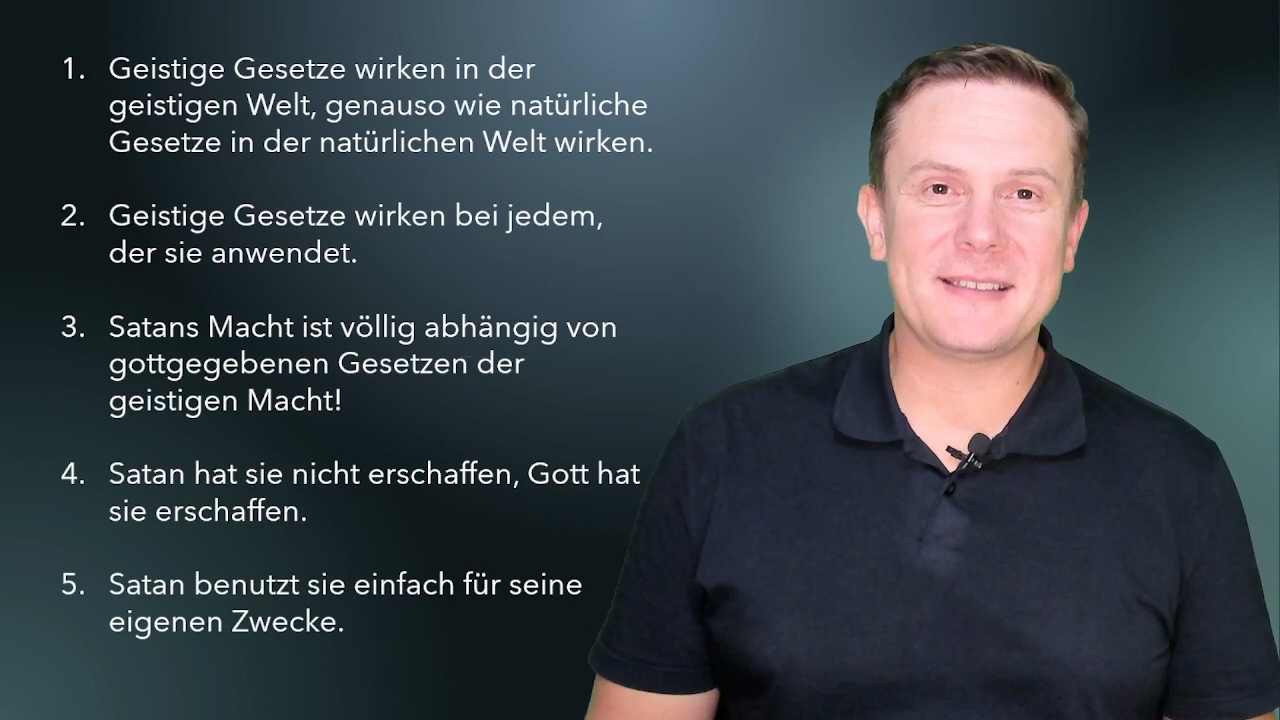 1. Geistige Gesetze wirken in der
geistigen Welt, genauso wie natürliche
Gesetze in der natürlichen Welt wirken.
2. Geistige Gesetze wirken bei jedem,
der sie anwendet.
3. Satans Macht ist völlig abhängig von
gottgegebenen Gesetzen der
geistigen Macht!
4. Satan hat sie nicht erschaffen, Gott hat
sie erschaffen.
5. Satan benutzt sie einfach für seine
eigenen Zwecke.